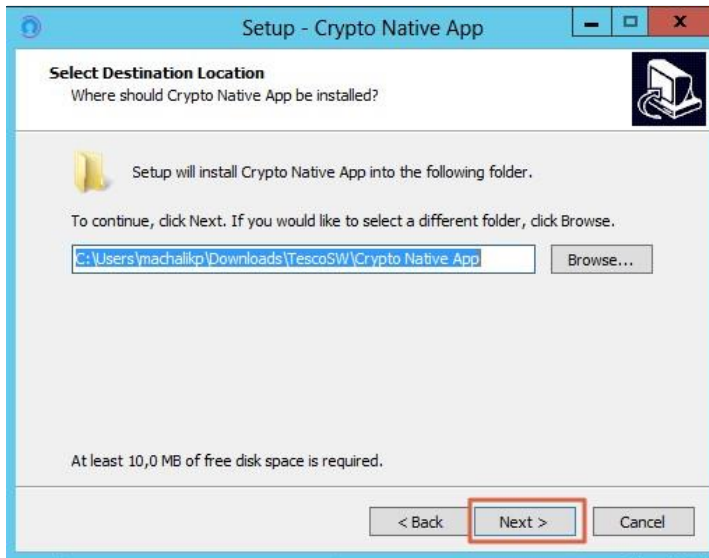 Setup - Crypto Native App
Select Destination Location
Where should Crypto Native App be installed?
Setup will install Crypto Native App into the following folder.
To continue, click Next. If you would like to select a different folder, click Browse.
C:\Users\machalikp\Downloads\TescoSW\Crypto Native App
Browse...
At least 10,0 MB of free disk space is required.
< Back Next > Cancel